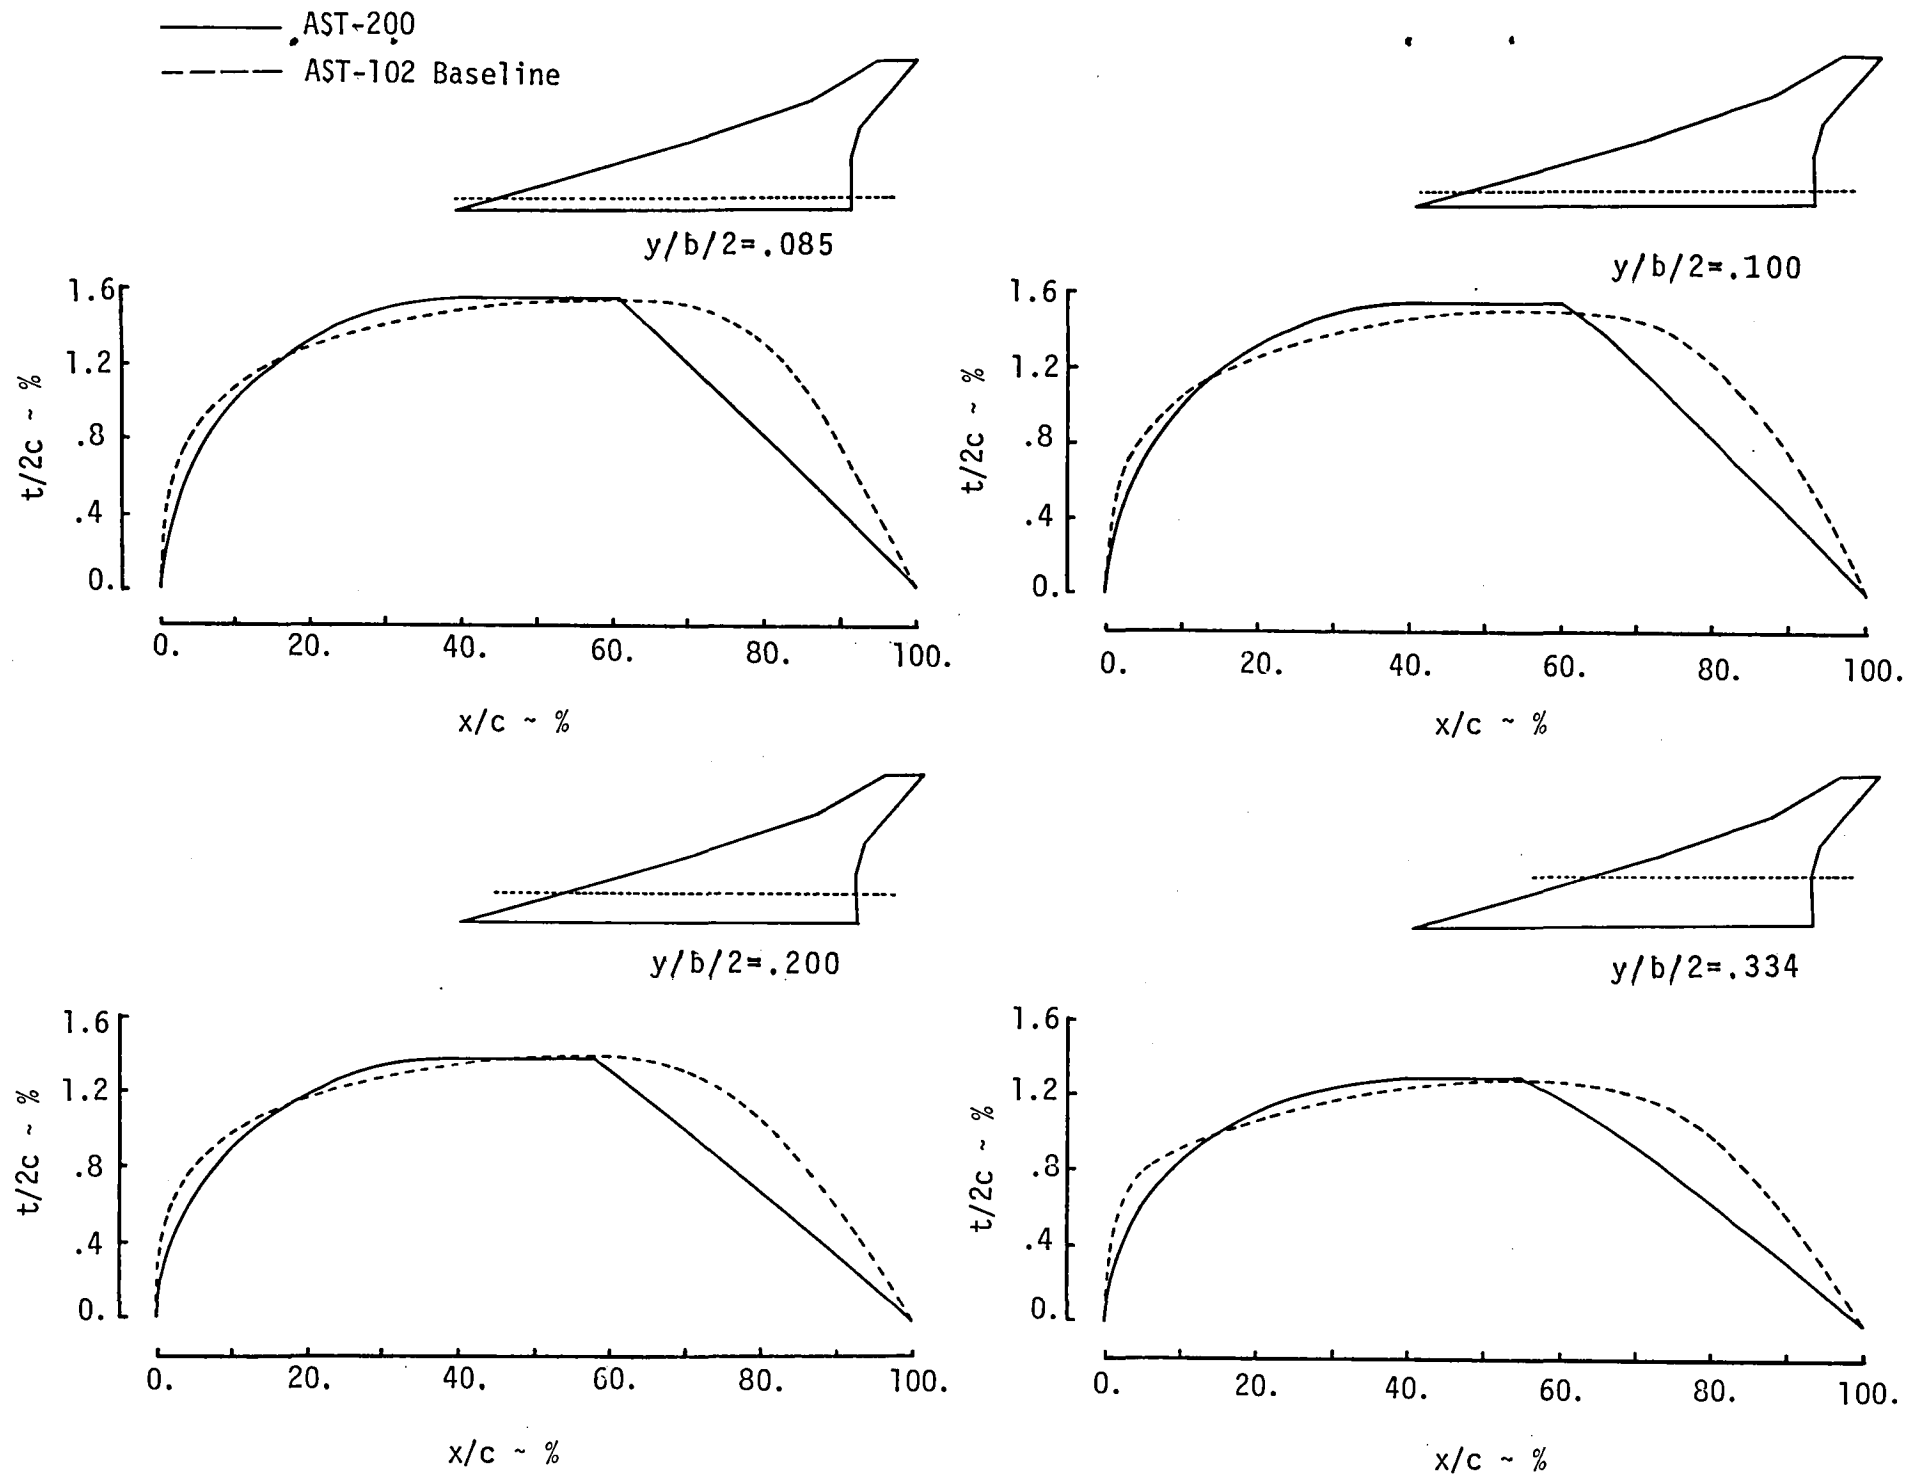 AST-200
AST-102 Baseline
y/b/2=.085
1.6
1.2
.8
.4
0.
t/2c ~ %
0. 20. 40. 60. 80. 100.
x/c ~ %
y/b/2=.100
1.6
1.2
.8
.4
0.
t/2c ~ %
0. 20. 40. 60. 80. 100.
x/c ~ %
y/b/2=.200
1.6
1.2
.8
.4
0.
t/2c ~ %
0. 20. 40. 60. 80. 100.
x/c ~ %
y/b/2=.334
1.6
1.2
.8
.4
0.
t/2c ~ %
0. 20. 40. 60. 80. 100.
x/c ~ %